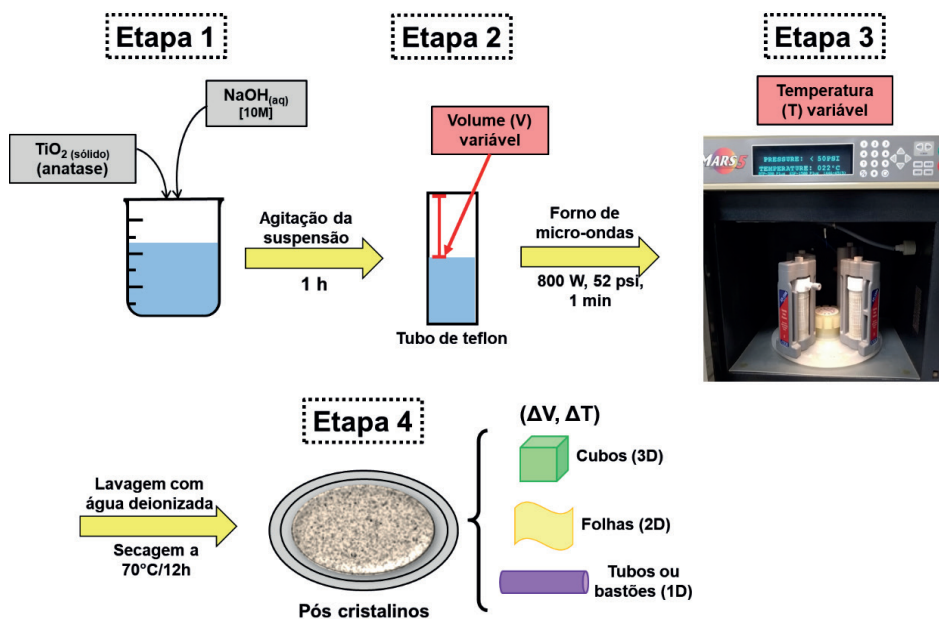 Etapa 1
Etapa 2
Etapa 3
NaOH(aq)
[10M]
TiO2 (sólido)
(anatase)
Agitação da
suspensão
1 h
Volume (V)
variável
Tubo de teflon
Forno de
micro-ondas
800 W, 52 psi,
1 min
Temperatura
(T) variável
MARS 5
PRESSURE: < 50PSI
TEMPERATURE: 022°C
Etapa 4
Lavagem com
água deionizada
Secagem a
70°C/12h
Pós cristalinos
(ΔV, ΔT)
Cubos (3D)
Folhas (2D)
Tubos ou
bastões (1D)